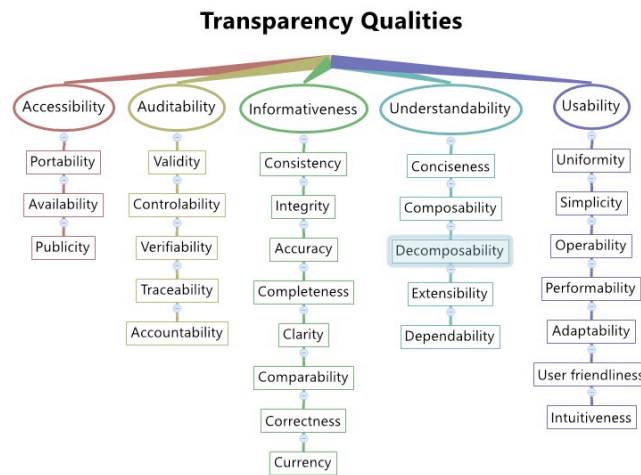 Transparency Qualities
Accessibility
Portability
Availability
Publicity
Auditability
Validity
Controlability
Verifiability
Traceability
Accountability
Informativeness
Consistency
Integrity
Accuracy
Completeness
Clarity
Comparability
Correctness
Currency
Understandability
Conciseness
Composability
Decomposability
Extensibility
Dependability
Usability
Uniformity
Simplicity
Operability
Performability
Adaptability
User friendliness
Intuitiveness